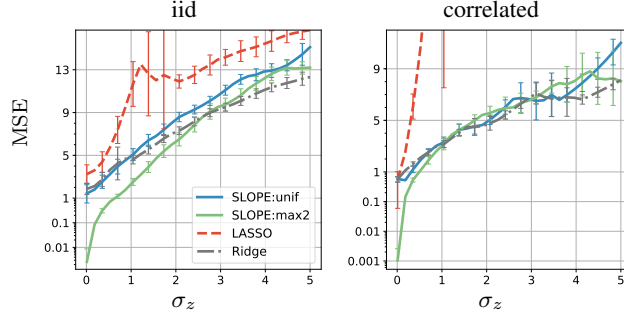 iid
correlated
MSE
13
9
5
1
0.1
0.01
0
1
2
3
4
5
σz
SLOPE:unif
SLOPE:max2
LASSO
Ridge
9
5
1
0.1
0.01
0.001
0
1
2
3
4
5
σz